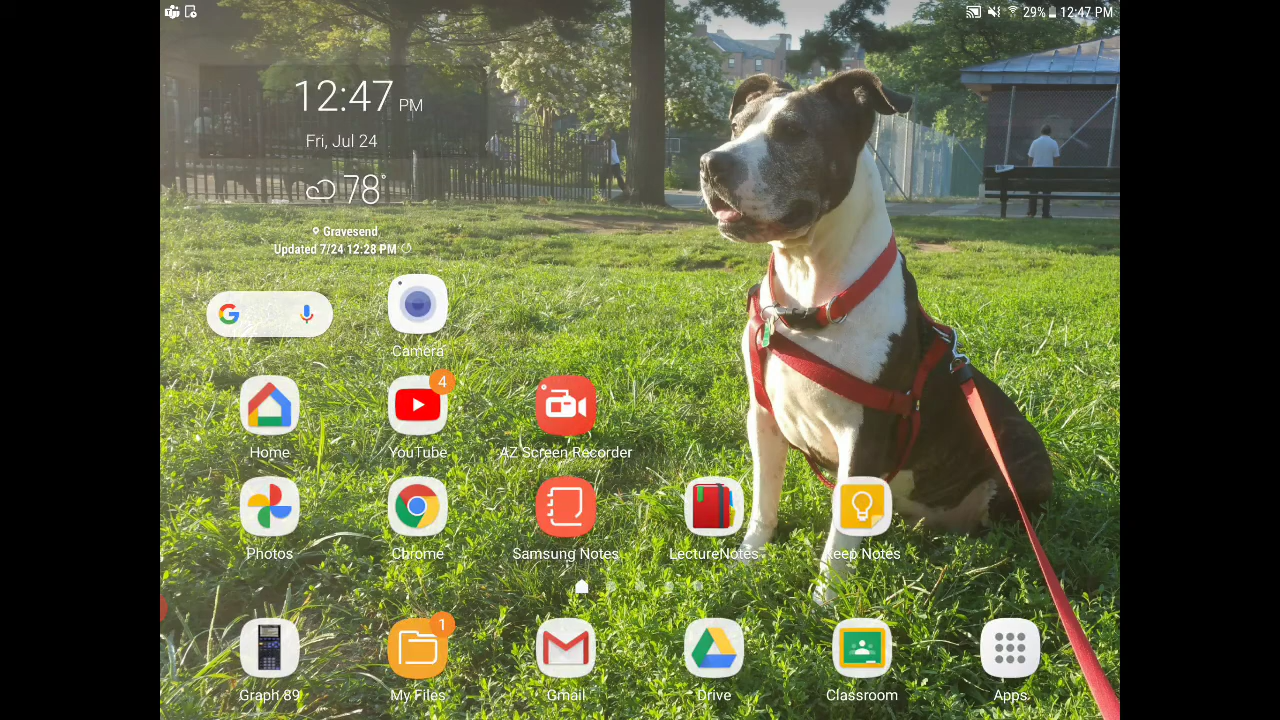 29% 12:47 PM
12:47 PM
Fri, Jul 24
78°
Gravesend
Updated 7/24 12:28 PM
G
Camera
4
Home
YouTube
AZ Screen Recorder
Photos
Chrome
Samsung Notes
LectureNotes
Keep Notes
1
Graph 89
My Files
Gmail
Drive
Classroom
Apps